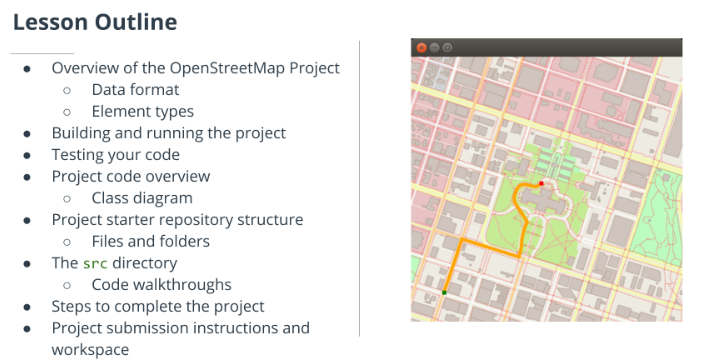 Lesson Outline
● Overview of the OpenStreetMap Project
○ Data format
○ Element types
● Building and running the project
● Testing your code
● Project code overview
○ Class diagram
● Project starter repository structure
○ Files and folders
● The src directory
○ Code walkthroughs
● Steps to complete the project
● Project submission instructions and
workspace